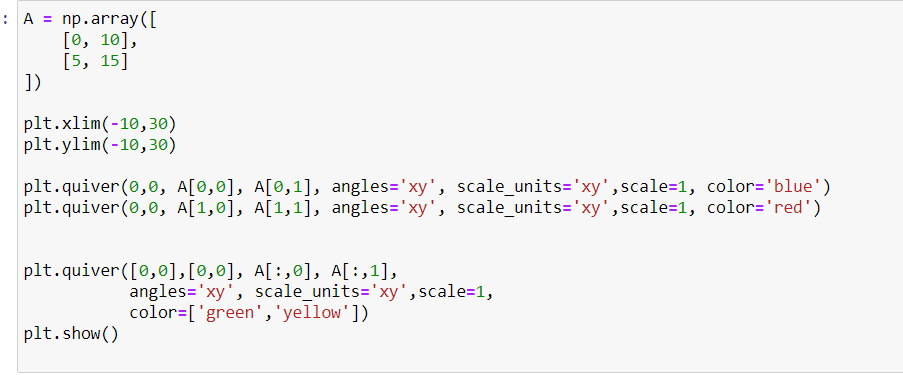 : A = np.array([
    [0, 10],
    [5, 15]
])
plt.xlim(-10,30)
plt.ylim(-10,30)
plt.quiver(0,0, A[0,0], A[0,1], angles='xy', scale_units='xy',scale=1, color='blue')
plt.quiver(0,0, A[1,0], A[1,1], angles='xy', scale_units='xy',scale=1, color='red')
plt.quiver([0,0],[0,0], A[:,0], A[:,1],
           angles='xy', scale_units='xy',scale=1,
           color=['green','yellow'])
plt.show()